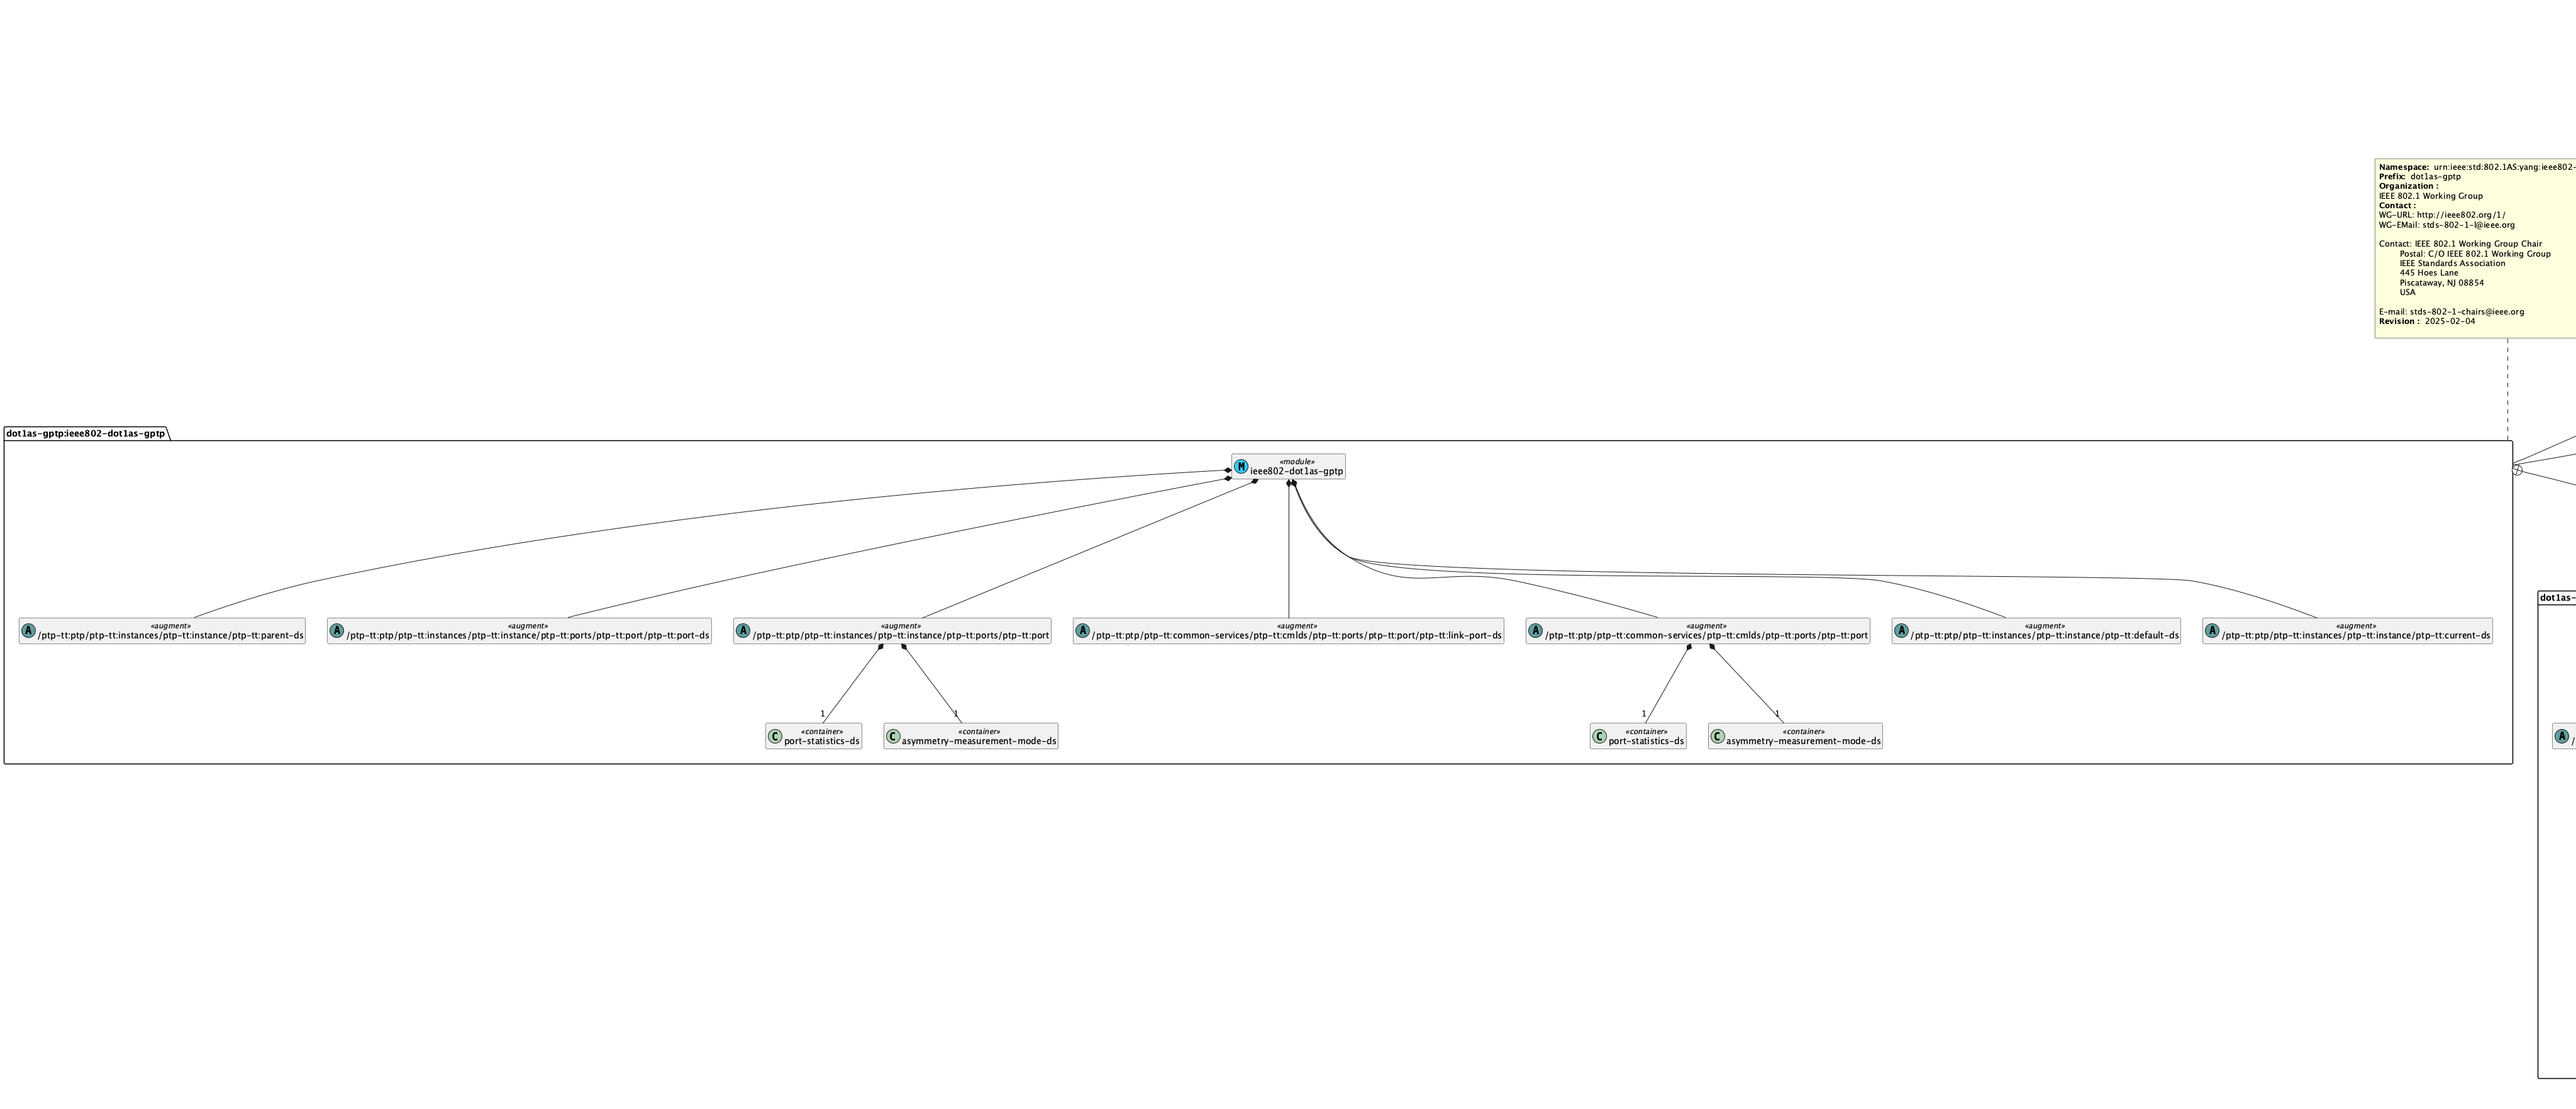 Namespace: urn:ieee:std:802.1AS:yang:ieee802-
Prefix: dot1as-gptp
Organization :
IEEE 802.1 Working Group
Contact :
WG-URL: http://ieee802.org/1/
WG-EMail: stds-802-1-l@ieee.org
Contact: IEEE 802.1 Working Group Chair
Postal: C/O IEEE 802.1 Working Group
IEEE Standards Association
445 Hoes Lane
Piscataway, NJ 08854
USA
E-mail: stds-802-1-chairs@ieee.org
Revision : 2025-02-04
dot1as-gptp:ieee802-dot1as-gptp
M
«module»
ieee802-dot1as-gptp
dot1as-
A
«augment»
/ptp-tt:ptp/ptp-tt:instances/ptp-tt:instance/ptp-tt:parent-ds
A
«augment»
/ptp-tt:ptp/ptp-tt:instances/ptp-tt:instance/ptp-tt:ports/ptp-tt:port/ptp-tt:port-ds
A
«augment»
/ptp-tt:ptp/ptp-tt:instances/ptp-tt:instance/ptp-tt:ports/ptp-tt:port
A
«augment»
/ptp-tt:ptp/ptp-tt:common-services/ptp-tt:cmlds/ptp-tt:ports/ptp-tt:port/ptp-tt:link-port-ds
A
«augment»
/ptp-tt:ptp/ptp-tt:common-services/ptp-tt:cmlds/ptp-tt:ports/ptp-tt:port
A
«augment»
/ptp-tt:ptp/ptp-tt:instances/ptp-tt:instance/ptp-tt:default-ds
A
«augment»
/ptp-tt:ptp/ptp-tt:instances/ptp-tt:instance/ptp-tt:current-ds
1
1
1
1
C
«container»
port-statistics-ds
C
«container»
asymmetry-measurement-mode-ds
C
«container»
port-statistics-ds
C
«container»
asymmetry-measurement-mode-ds
A
/